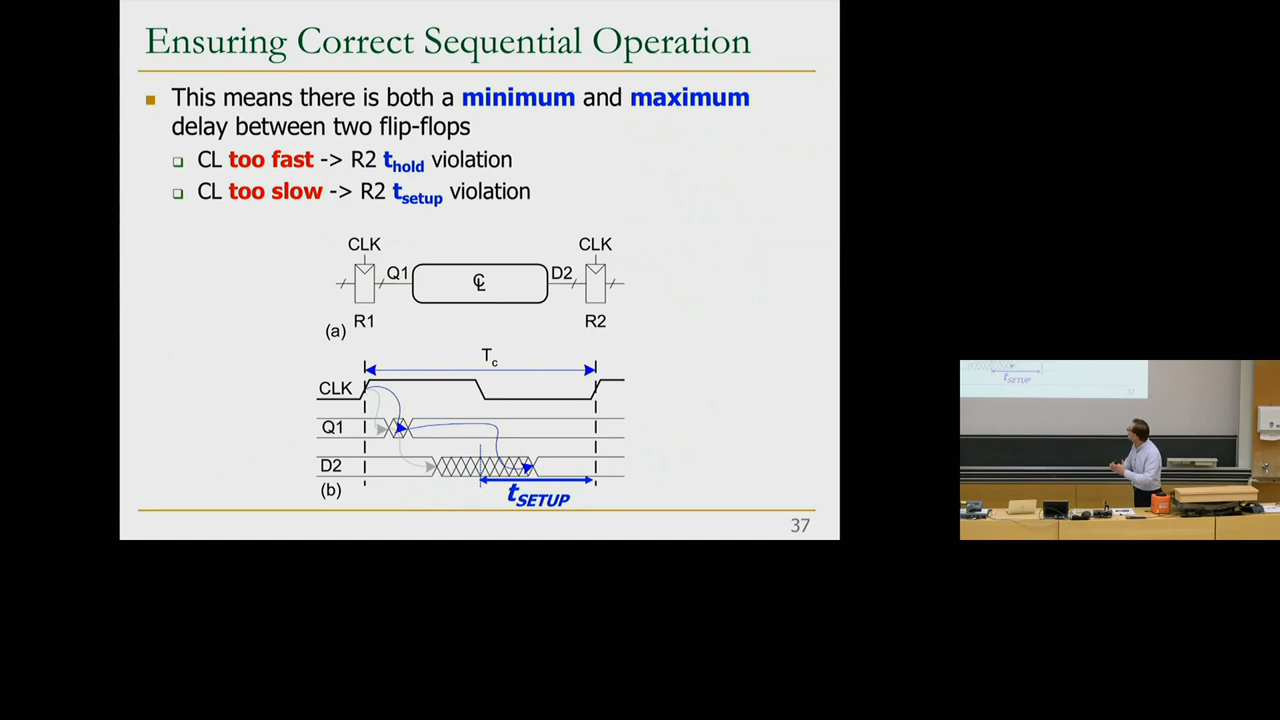 Ensuring Correct Sequential Operation
This means there is both a minimum and maximum
delay between two flip-flops
CL too fast -> R2 thold violation
CL too slow -> R2 tsetup violation
CLK CLK
Q1 CL D2
R1 R2
(a)
Tc
CLK
Q1
D2
(b)
tSETUP
37
tSETUP
37